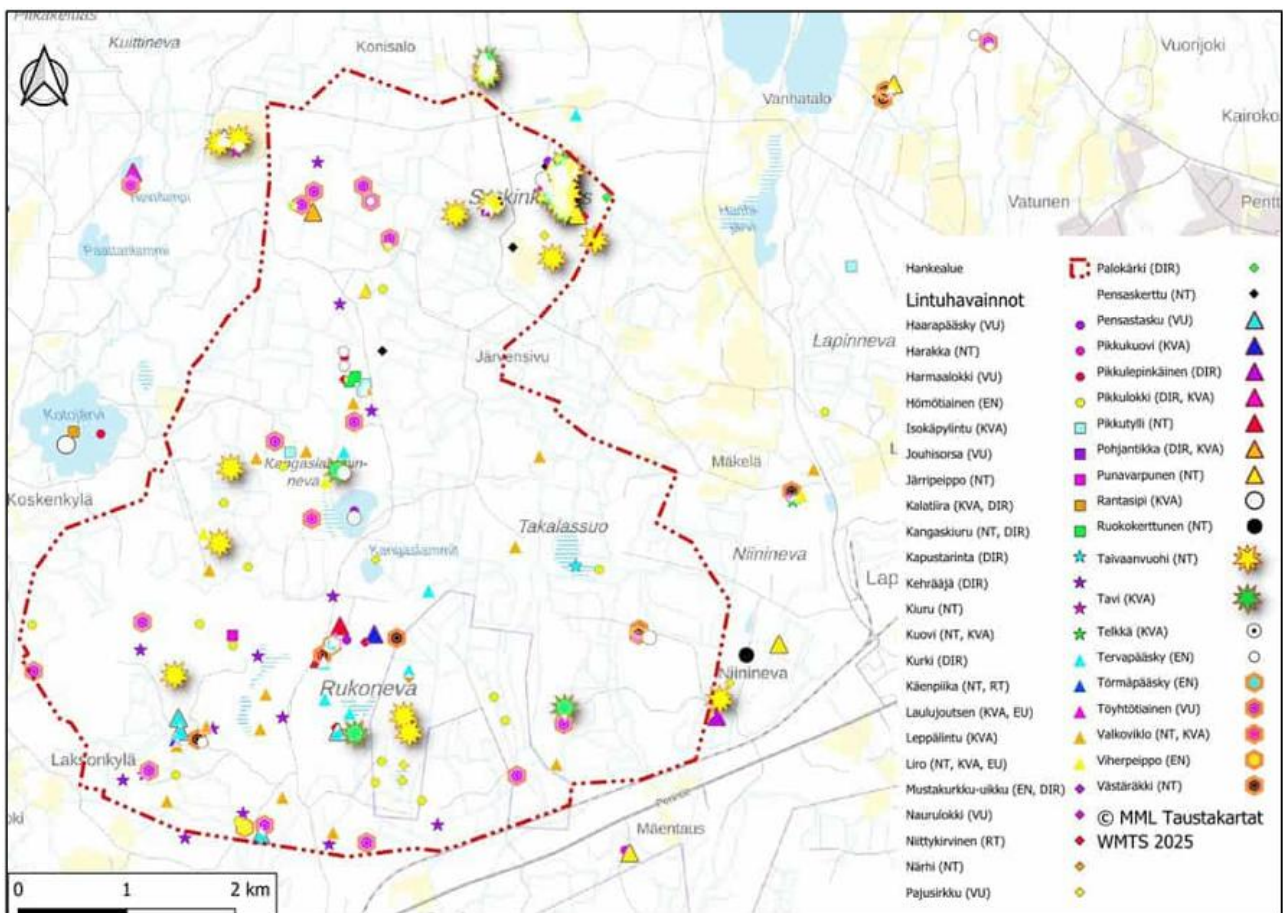 Kuittineva
Konisalo
Vuorijoki
Vanhatalo
Kairoko
Vatunen
Pentt
Järvensivu
Lapinneva
Kotojärvi
Mäkelä
Koskenkylä
Takalassuo
Kangaslammit
Niinineva
Lap
Niinineva
Rukoneva
Laksonkylä
Mäentaus
0 1 2 km
Hankealue
Lintuhavainnot
Haarapääsky (VU)
Harakka (NT)
Harmaalokki (VU)
Hömötiainen (EN)
Isokäpylintu (KVA)
Jouhisorsa (VU)
Järripeippo (NT)
Kalatiira (KVA, DIR)
Kangaskiuru (NT, DIR)
Kapustarinta (DIR)
Kehrääjä (DIR)
Kiuru (NT)
Kuovi (NT, KVA)
Kurki (DIR)
Käenpiika (NT, RT)
Laulujoutsen (KVA, EU)
Leppälintu (KVA)
Liro (NT, KVA, EU)
Mustakurkku-uikku (EN, DIR)
Naurulokki (VU)
Niittykirvinen (RT)
Närhi (NT)
Pajusirkku (VU)
Palokärki (DIR)
Pensaskerttu (NT)
Pensastasku (VU)
Pikkukuovi (KVA)
Pikkulepinkäinen (DIR)
Pikkulokki (DIR, KVA)
Pikkutylli (NT)
Pohjantikka (DIR, KVA)
Punavarpunen (NT)
Rantasipi (KVA)
Ruokokerttunen (NT)
Taivaanvuohi (NT)
Tavi (KVA)
Telkkä (KVA)
Tervapääsky (EN)
Törmäpääsky (EN)
Töyhtötiainen (VU)
Valkoviklo (NT, KVA)
Viherpeippo (EN)
Västäräkki (NT)
© MML Taustakartat
WMTS 2025